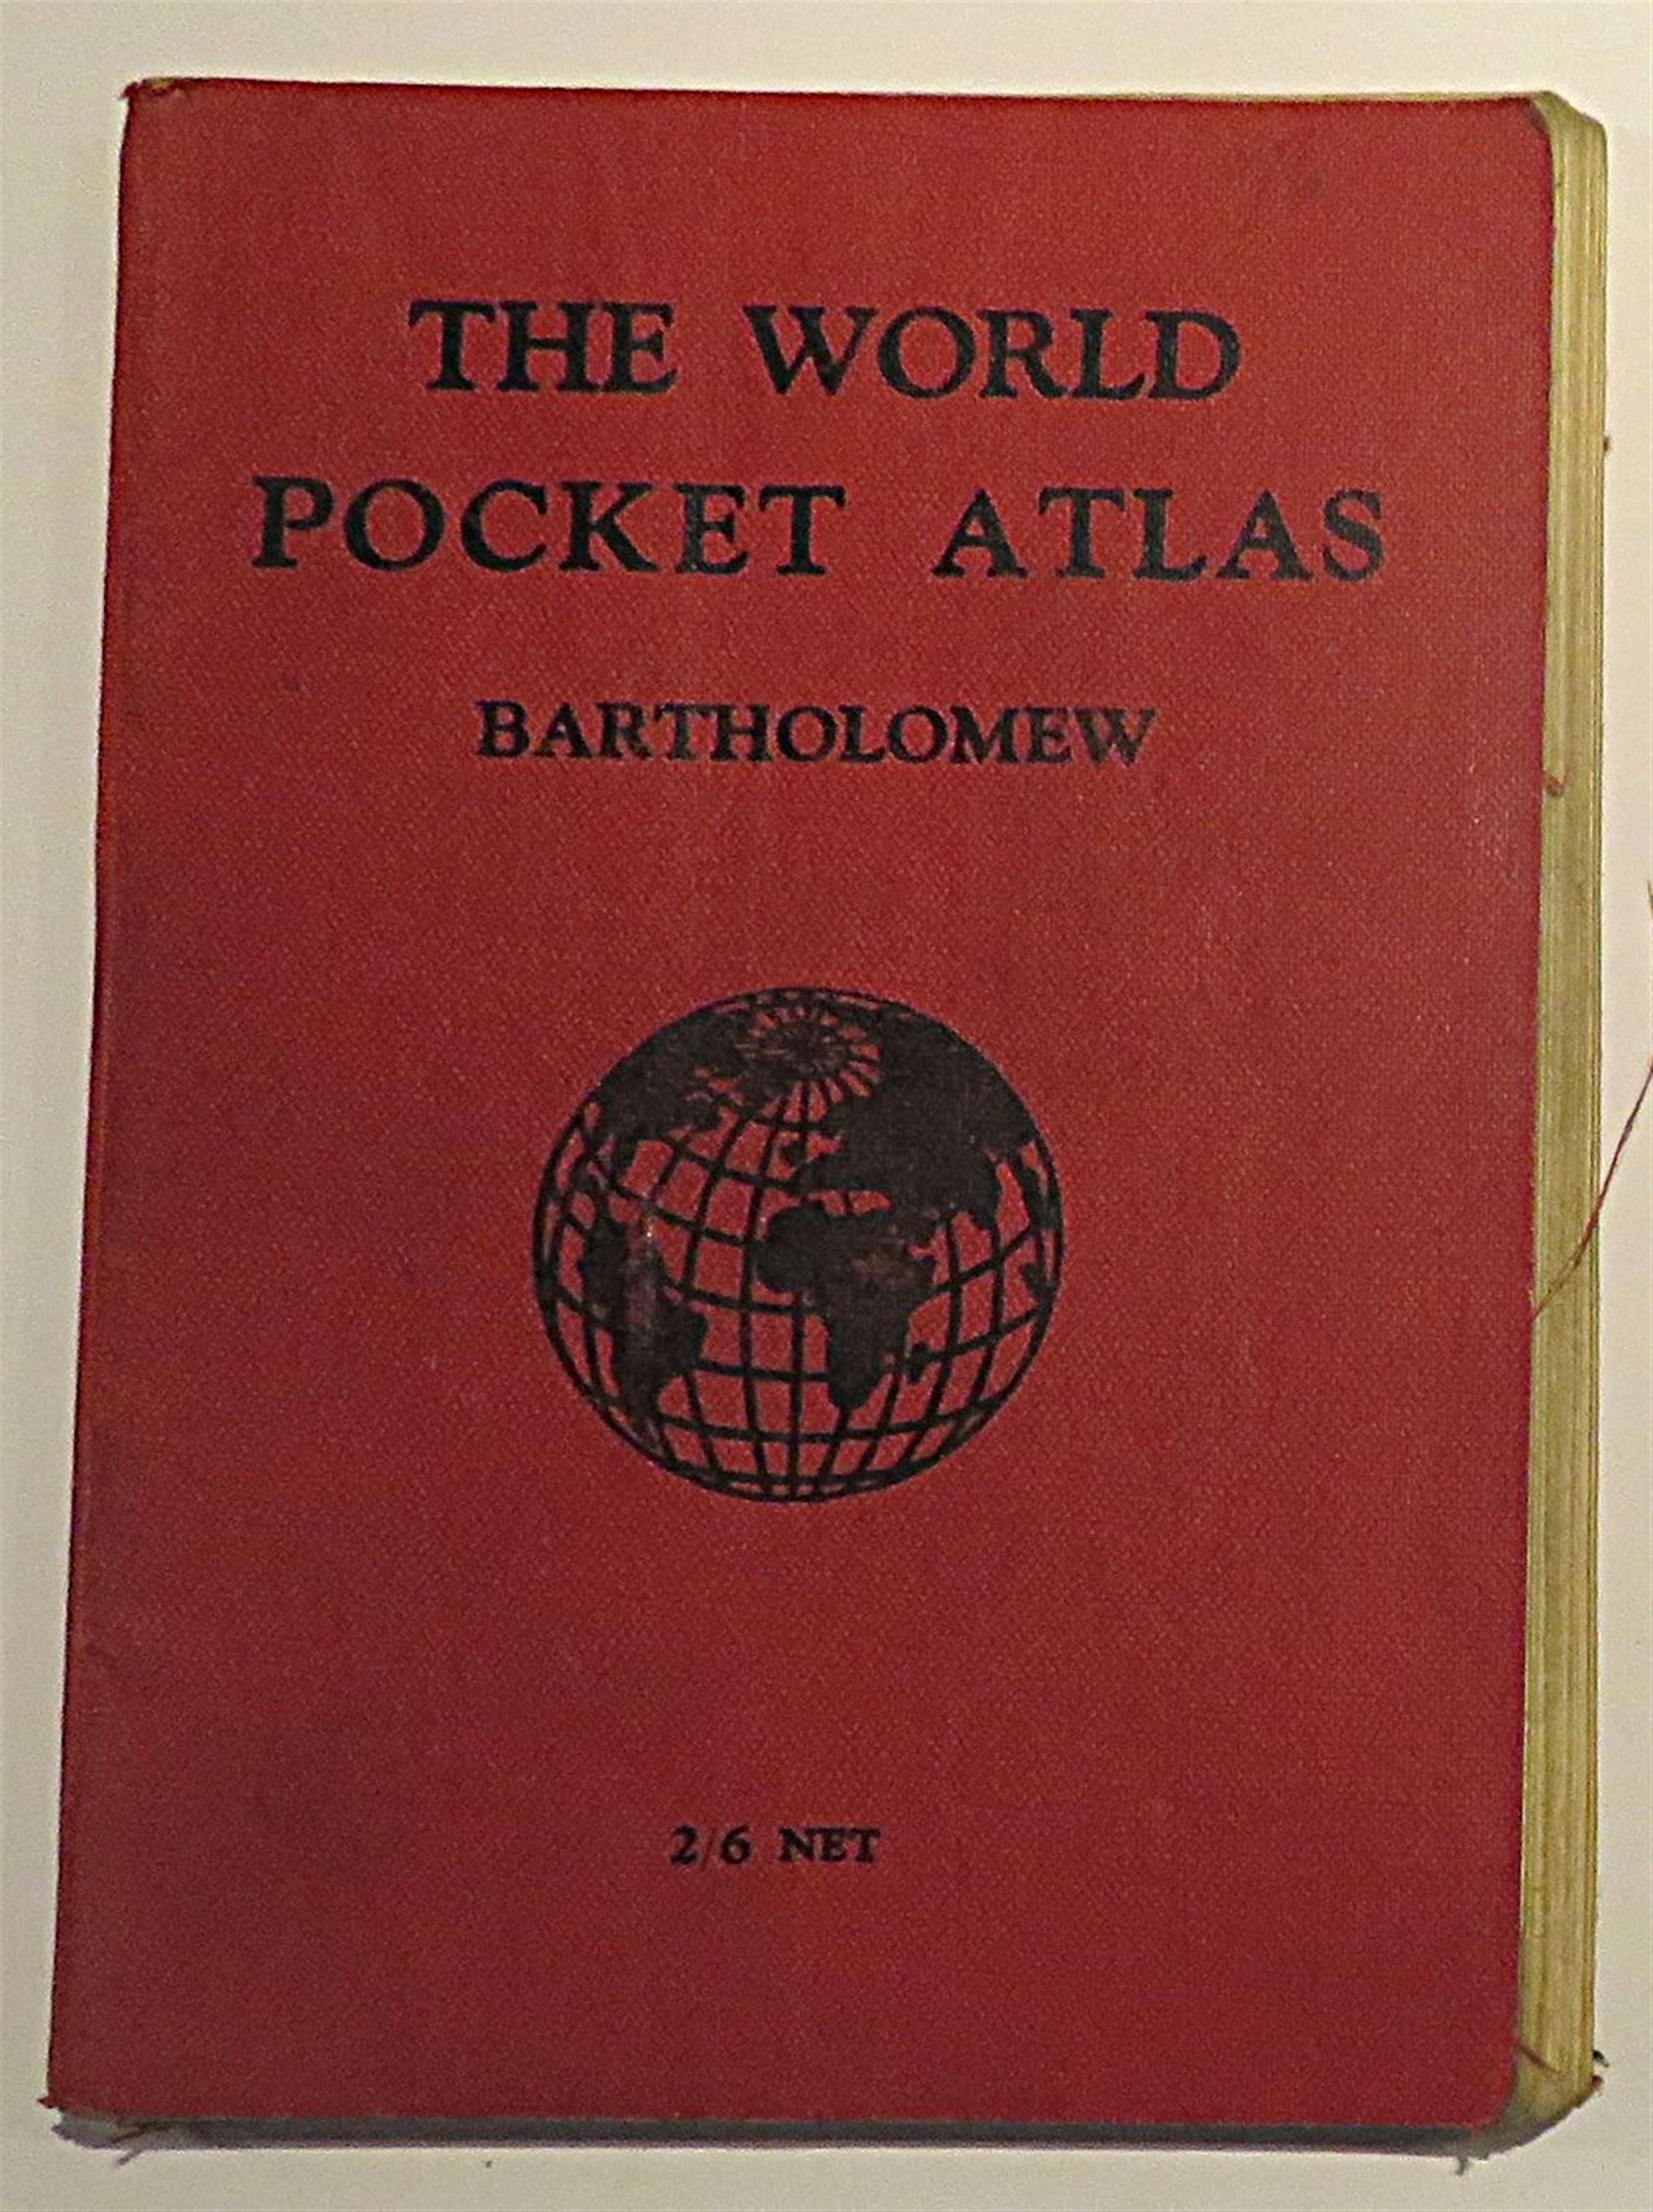 THE WORLD
POCKET ATLAS
BARTHOLOMEW
2/6 NET